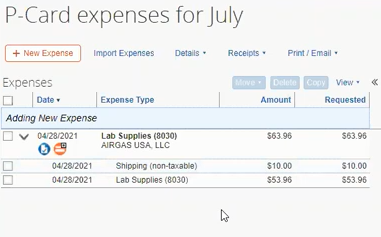 P-Card expenses for July
+ New Expense Import Expenses Details ▾ Receipts ▾ Print / Email ▾
Expenses Move ▾ Delete Copy View ▾ «
Date ▾ Expense Type Amount Requested
Adding New Expense
04/28/2021 Lab Supplies (8030) $63.96 $63.96
AIRGAS USA, LLC
04/28/2021 Shipping (non-taxable) $10.00 $10.00
04/28/2021 Lab Supplies (8030) $53.96 $53.96